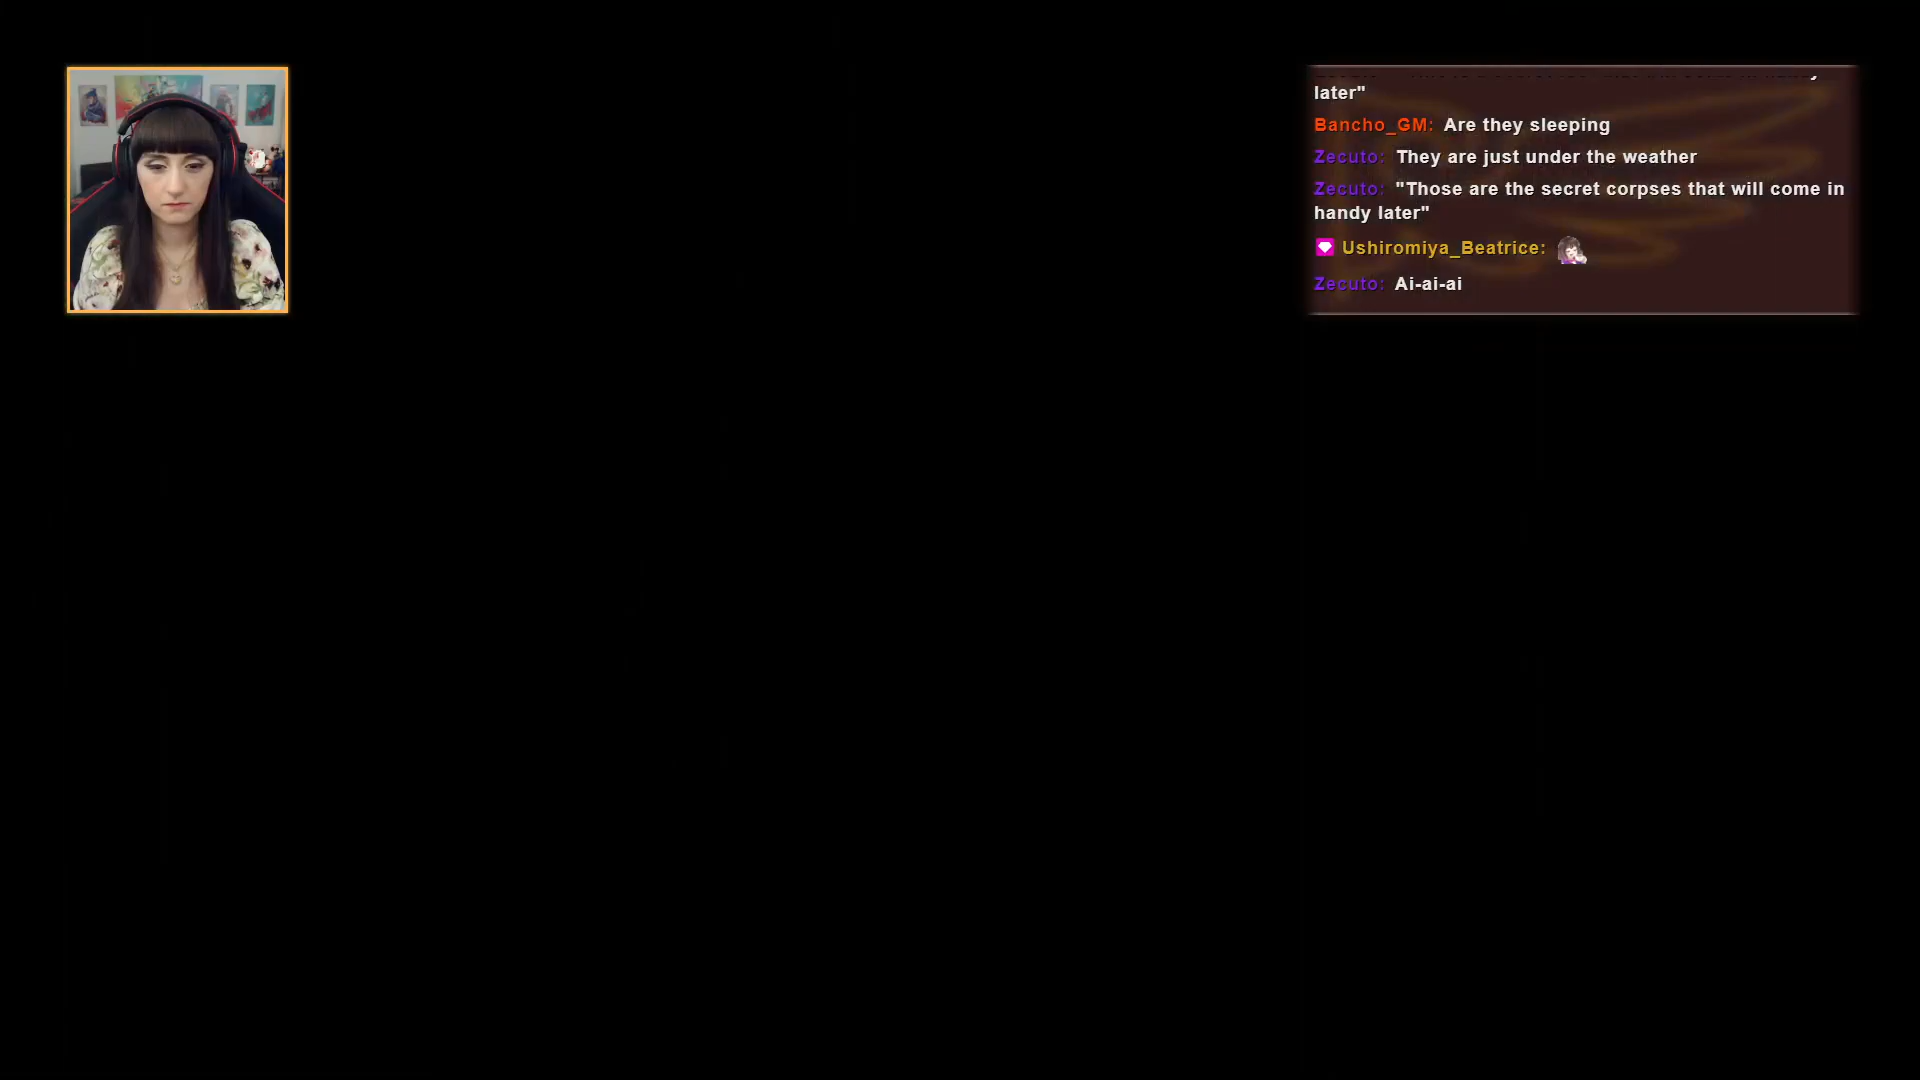 later"
Bancho_GM: Are they sleeping
Zecuto: They are just under the weather
Zecuto: "Those are the secret corpses that will come in
handy later"
Ushiromiya_Beatrice:
Zecuto: Ai-ai-ai